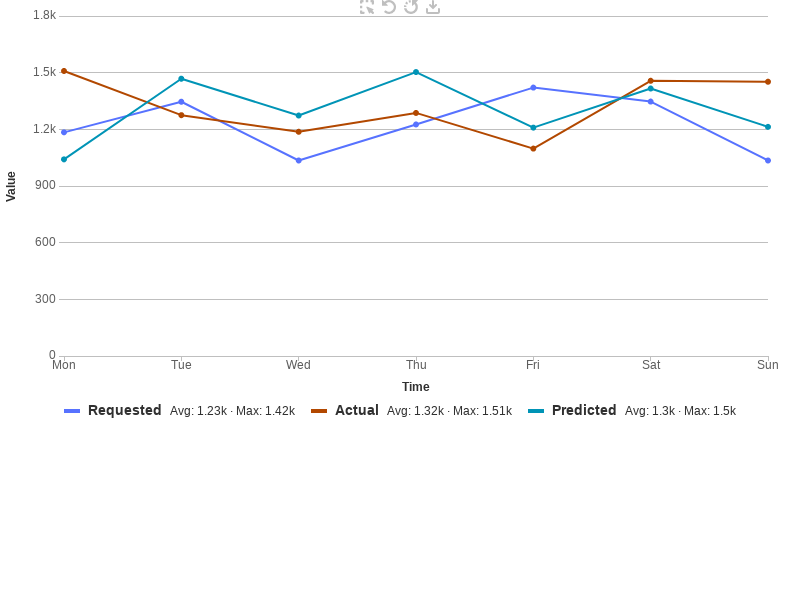 1.8k
1.5k
1.2k
900
600
300
0
Value
Mon Tue Wed Thu Fri Sat Sun
Time
Requested Avg: 1.23k · Max: 1.42k Actual Avg: 1.32k · Max: 1.51k Predicted Avg: 1.3k · Max: 1.5k